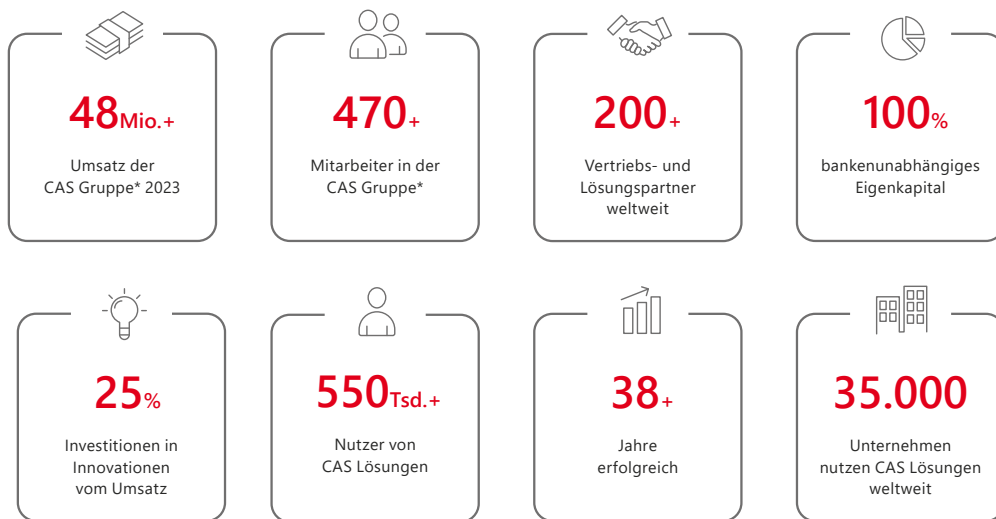 48Mio.+
Umsatz der
CAS Gruppe* 2023
470+
Mitarbeiter in der
CAS Gruppe*
200+
Vertriebs- und
Lösungspartner
weltweit
100%
bankenunabhängiges
Eigenkapital
25%
Investitionen in
Innovationen
vom Umsatz
550Tsd.+
Nutzer von
CAS Lösungen
38+
Jahre
erfolgreich
35.000
Unternehmen
nutzen CAS Lösungen
weltweit